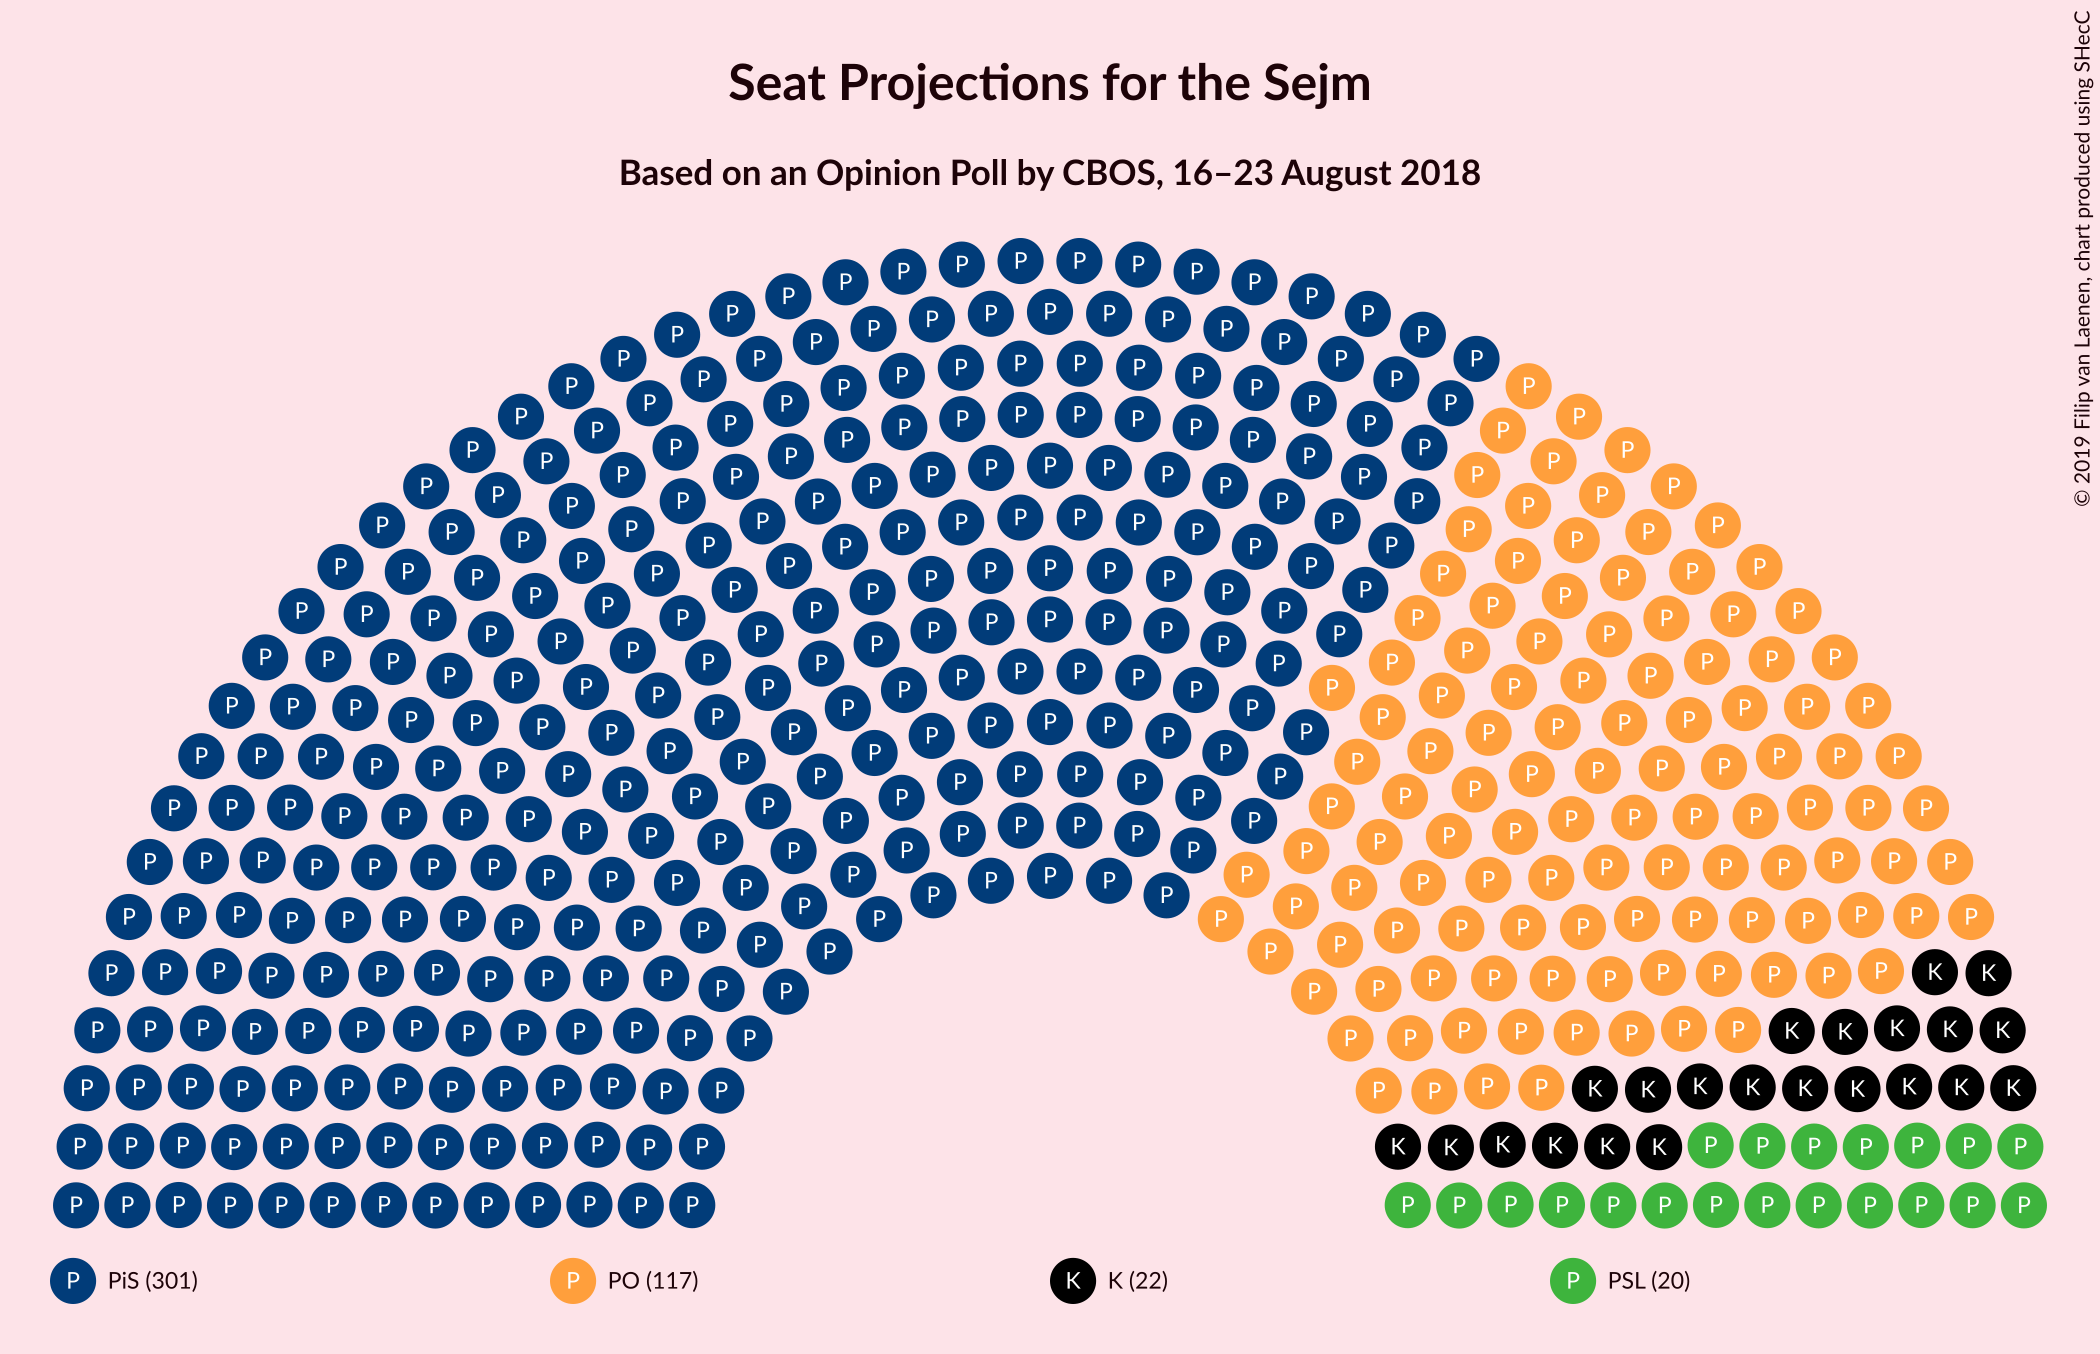 Seat Projections for the Sejm
Based on an Opinion Poll by CBOS, 16–23 August 2018
© 2019 Filip van Laenen, chart produced using SHecC
P PiS (301)
P PO (117)
K K (22)
P PSL (20)